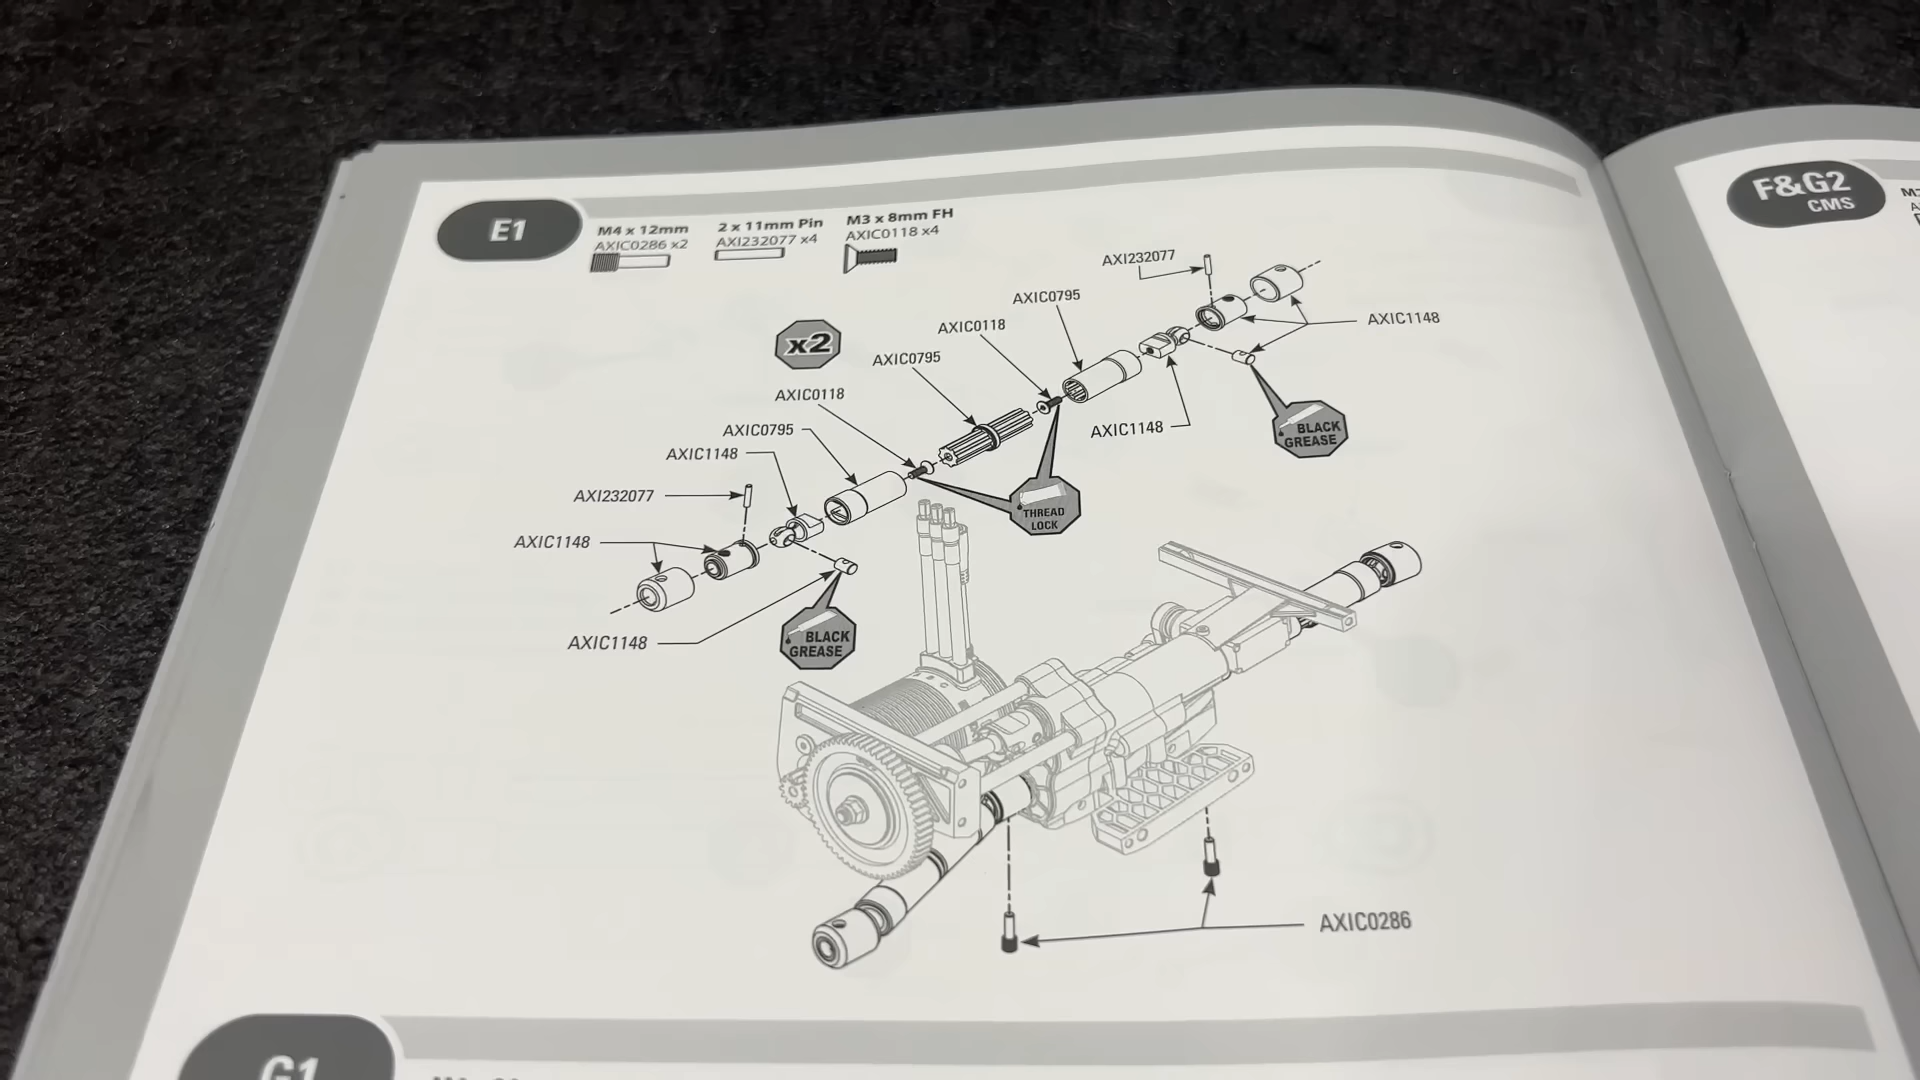 E1
M4 x 12mm
AXIC0286 x2
2 x 11mm Pin
AXI232077 x4
M3 x 8mm FH
AXIC0118 x4
F&G2
CMS
x2
AXI232077
AXIC0795
AXIC0118
AXIC1148
AXIC0795
AXIC0118
AXIC1148
BLACK
GREASE
AXIC0795
AXIC1148
AXI232077
THREAD
LOCK
AXIC1148
BLACK
GREASE
AXIC1148
AXIC0286
G1